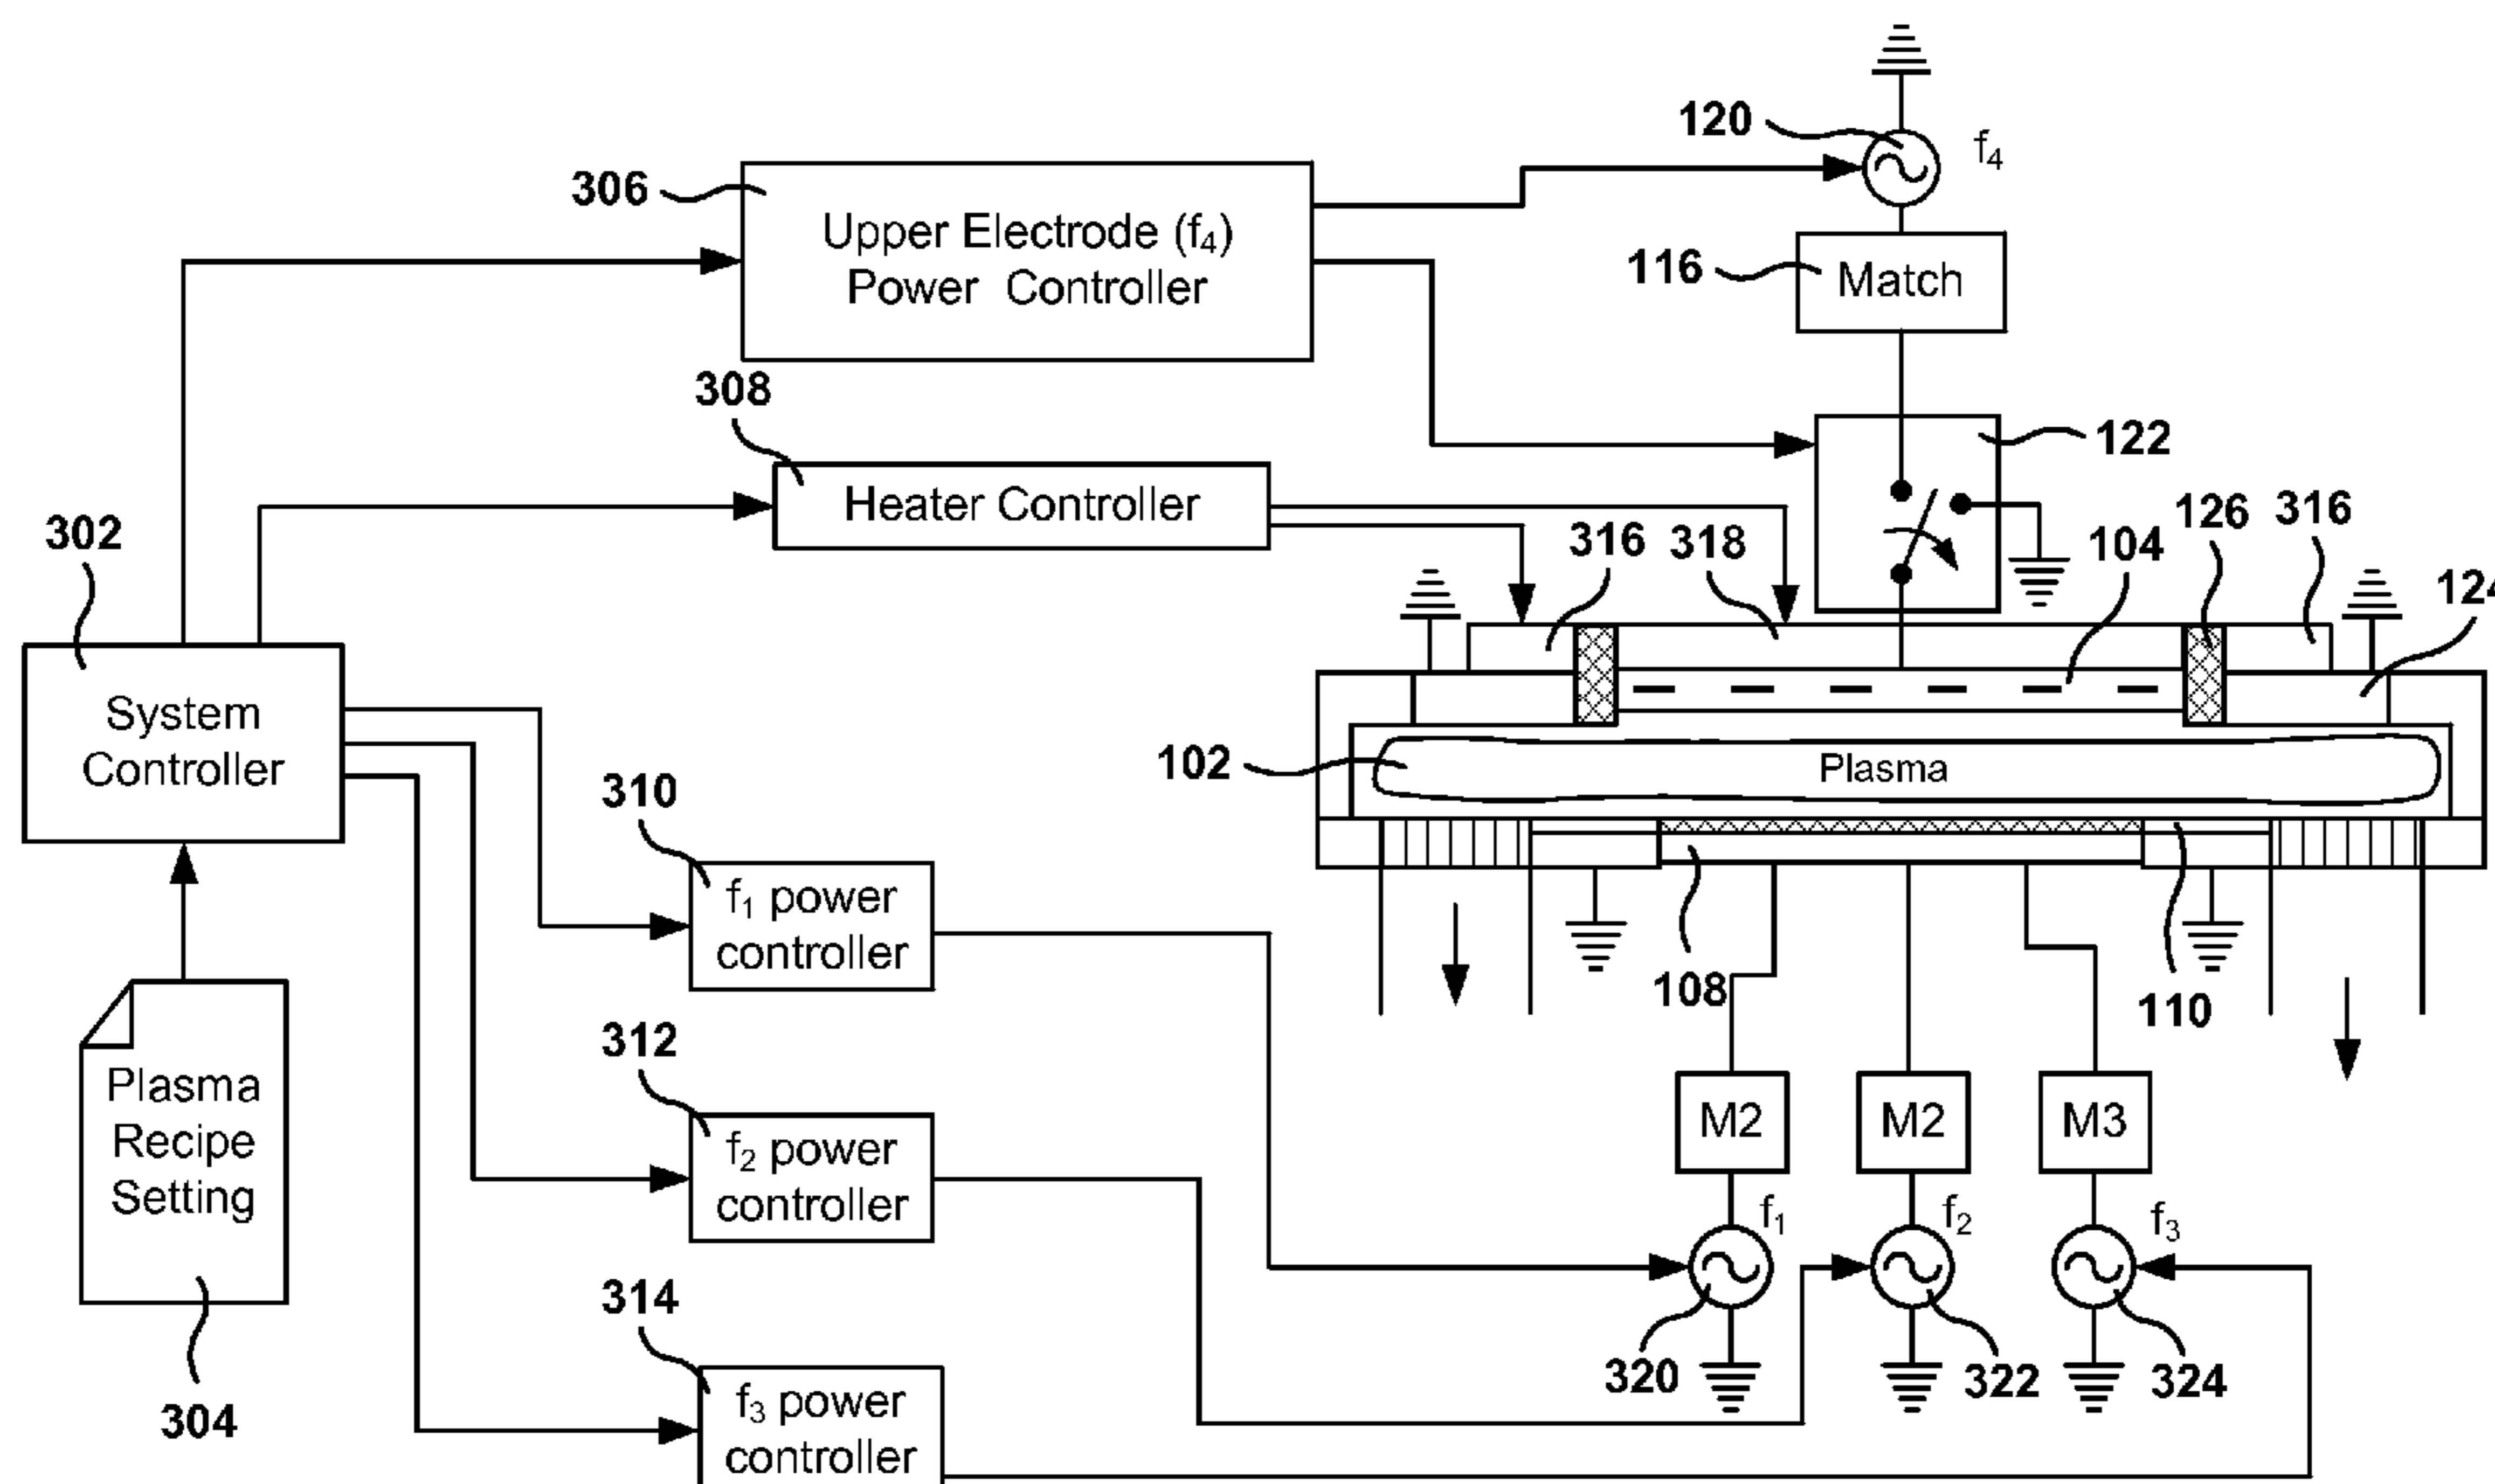 120
f4
306
Upper Electrode (f4)
Power Controller
116
Match
308
122
Heater Controller
302
316
318
104
126
316
124
System
Controller
102
Plasma
310
f1 power
controller
108
110
Plasma
Recipe
Setting
312
f2 power
controller
M2
M2
M3
f1
f2
f3
314
320
322
324
304
f3 power
controller